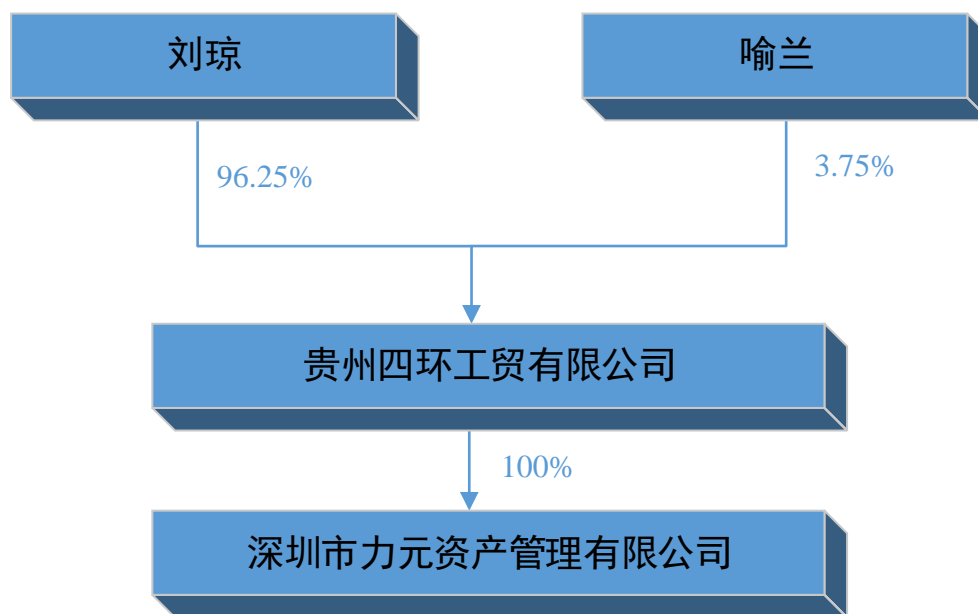 刘琼
喻兰
96.25%
3.75%
贵州四环工贸有限公司
100%
深圳市力元资产管理有限公司